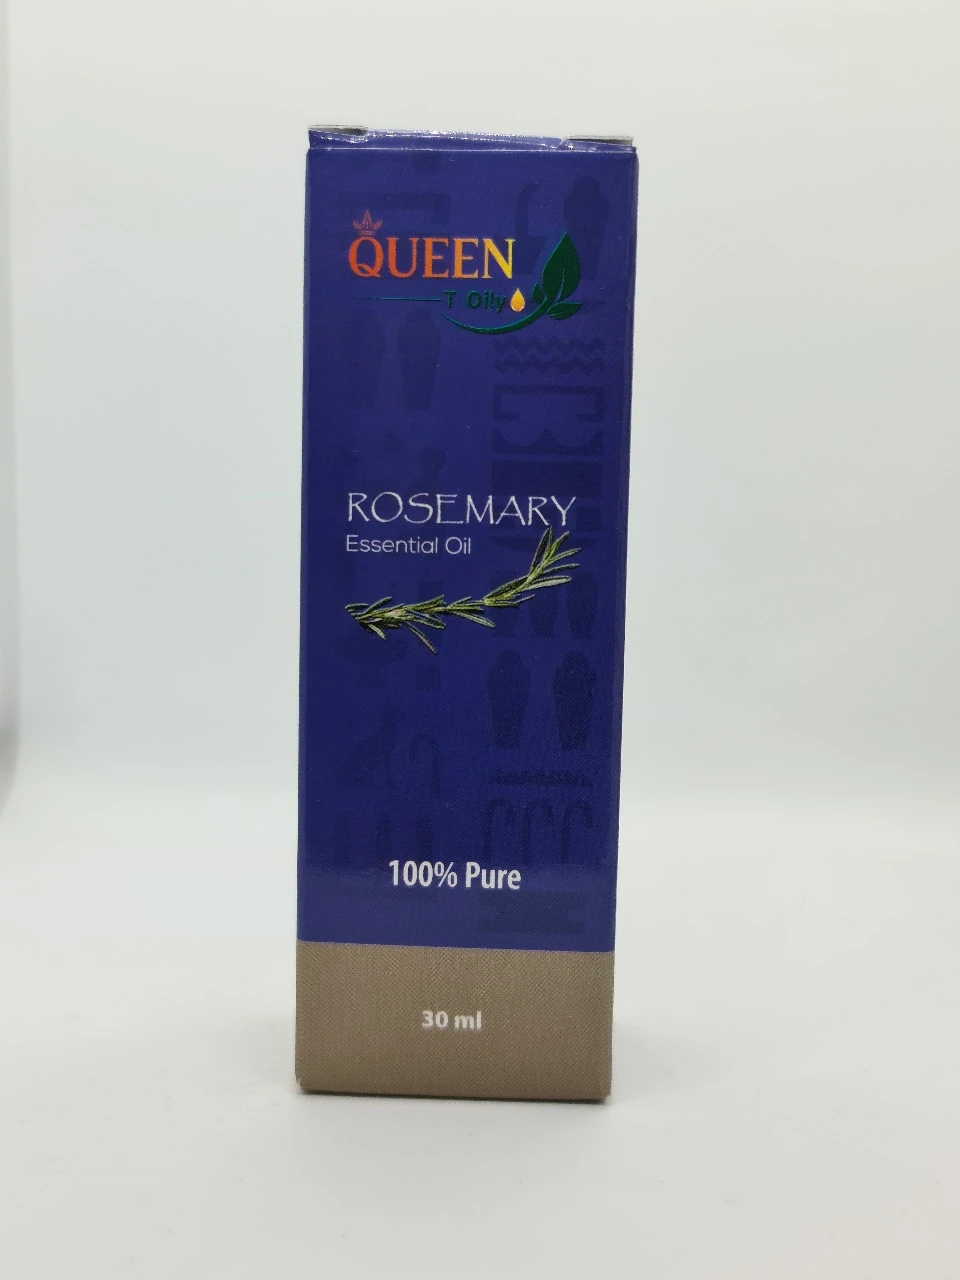 QUEEN
T Oily
ROSEMARY
Essential Oil
100% Pure
30 ml